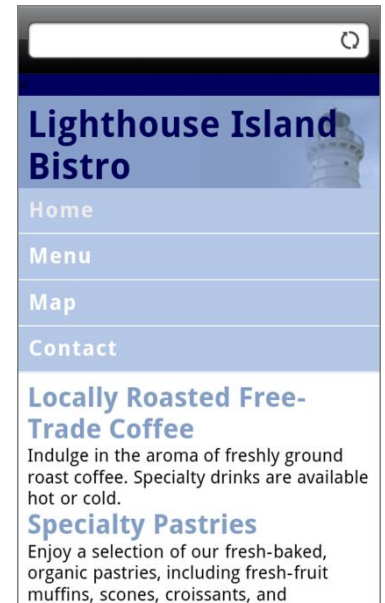 Lighthouse Island
Bistro
Home
Menu
Map
Contact
Locally Roasted Free-
Trade Coffee
Indulge in the aroma of freshly ground
roast coffee. Specialty drinks are available
hot or cold.
Specialty Pastries
Enjoy a selection of our fresh-baked,
organic pastries, including fresh-fruit
muffins, scones, croissants, and